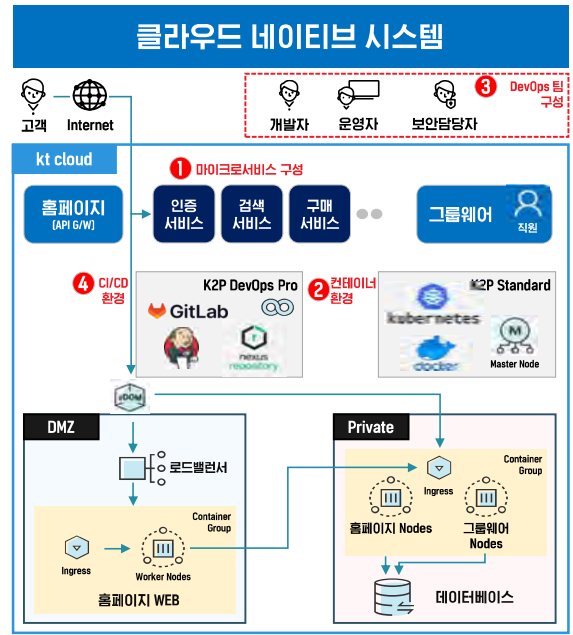 클라우드 네이티브 시스템
고객
Internet
개발자
운영자
보안담당자
3
DevOps 팀
구성
kt cloud
1 마이크로서비스 구성
홈페이지
[API G/W]
인증
서비스
검색
서비스
구매
서비스
그룹웨어
직원
4 CI/CD
환경
K2P DevOps Pro
GitLab
nexus
repository
2 컨테이너
환경
K2P Standard
kubernetes
docker
M
Master Node
DMZ
로드밸런서
Container
Group
Ingress
Worker Nodes
홈페이지 WEB
Private
Container
Group
Ingress
홈페이지 Nodes
그룹웨어
Nodes
데이터베이스